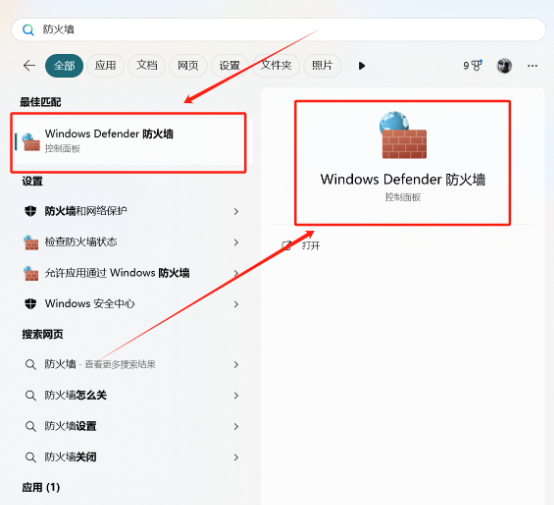 防火墙
全部 应用 文档 网页 设置 文件夹 照片 9
最佳匹配
Windows Defender 防火墙
控制面板
设置
防火墙和网络保护
检查防火墙状态
允许应用通过 Windows 防火墙
Windows 安全中心
搜索网页
防火墙 - 查看更多搜索结果
防火墙怎么关
防火墙设置
防火墙关闭
应用 (1)
Windows Defender 防火墙
控制面板
打开